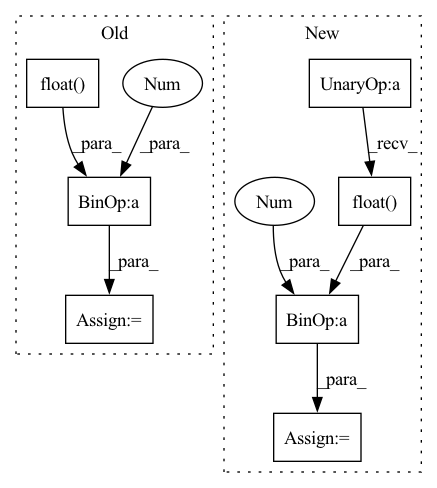 Old
New
float()
Num
UnaryOp:a
_para_
_para_
_recv_
BinOp:a
Num
float()
_para_
_para_
_para_
Assign:=
BinOp:a
_para_
Assign:=